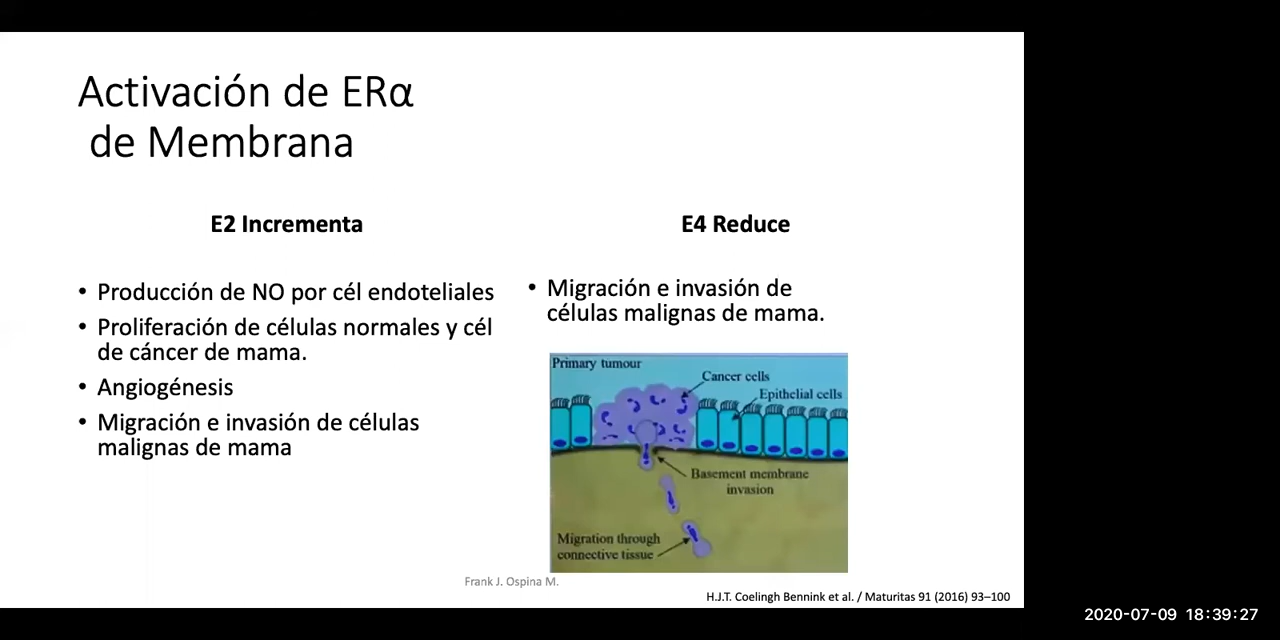 Activación de ERα
de Membrana
E2 Incrementa
• Producción de NO por cél endoteliales
• Proliferación de células normales y cél
de cáncer de mama.
• Angiogénesis
• Migración e invasión de células
malignas de mama
E4 Reduce
• Migración e invasión de
células malignas de mama.
Primary tumour
Cancer cells
Epithelial cells
Basement membrane
invasion
Migration through
connective tissue
Frank J. Ospina M.
H.J.T. Coelingh Bennink et al. / Maturitas 91 (2016) 93–100
2020-07-09 18:39:27